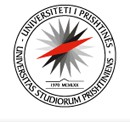 UNIVERSITETI I PRISHTINËS
UNIVERSITAS STUDIORUM PRISHTINIENSIS
1970 MCMLXX